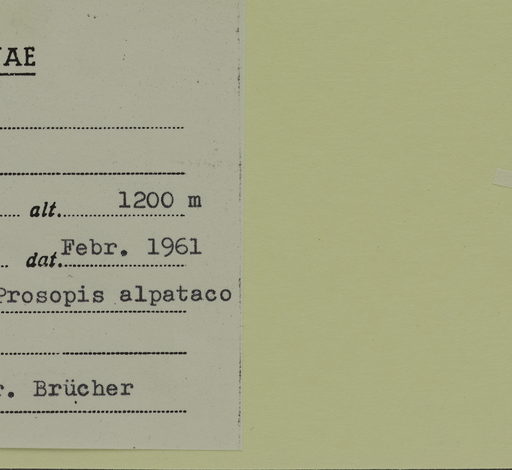 AE
alt. 1200 m
dat. Febr. 1961
Prosopis alpataco
r. Brücher